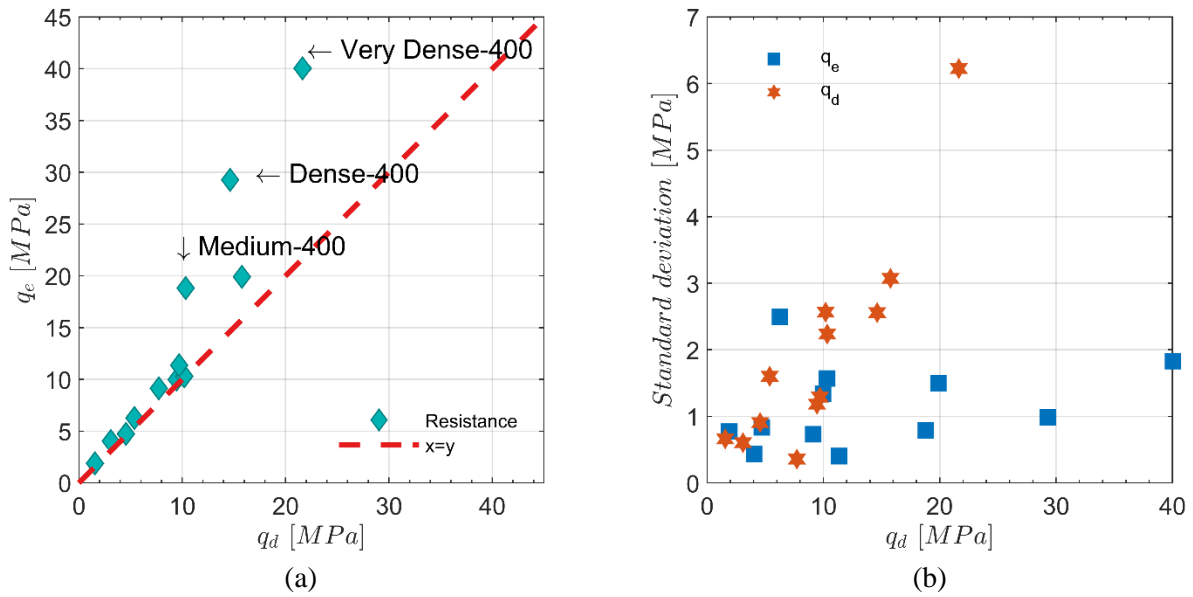 45
40
35
30
25
20
15
10
5
0
q_e [MPa]
← Very Dense-400
← Dense-400
↓ Medium-400
Resistance
x=y
0 10 20 30 40
q_d [MPa]
(a)
7
6
5
4
3
2
1
0
Standard deviation [MPa]
q_e
q_d
0 10 20 30 40
q_d [MPa]
(b)